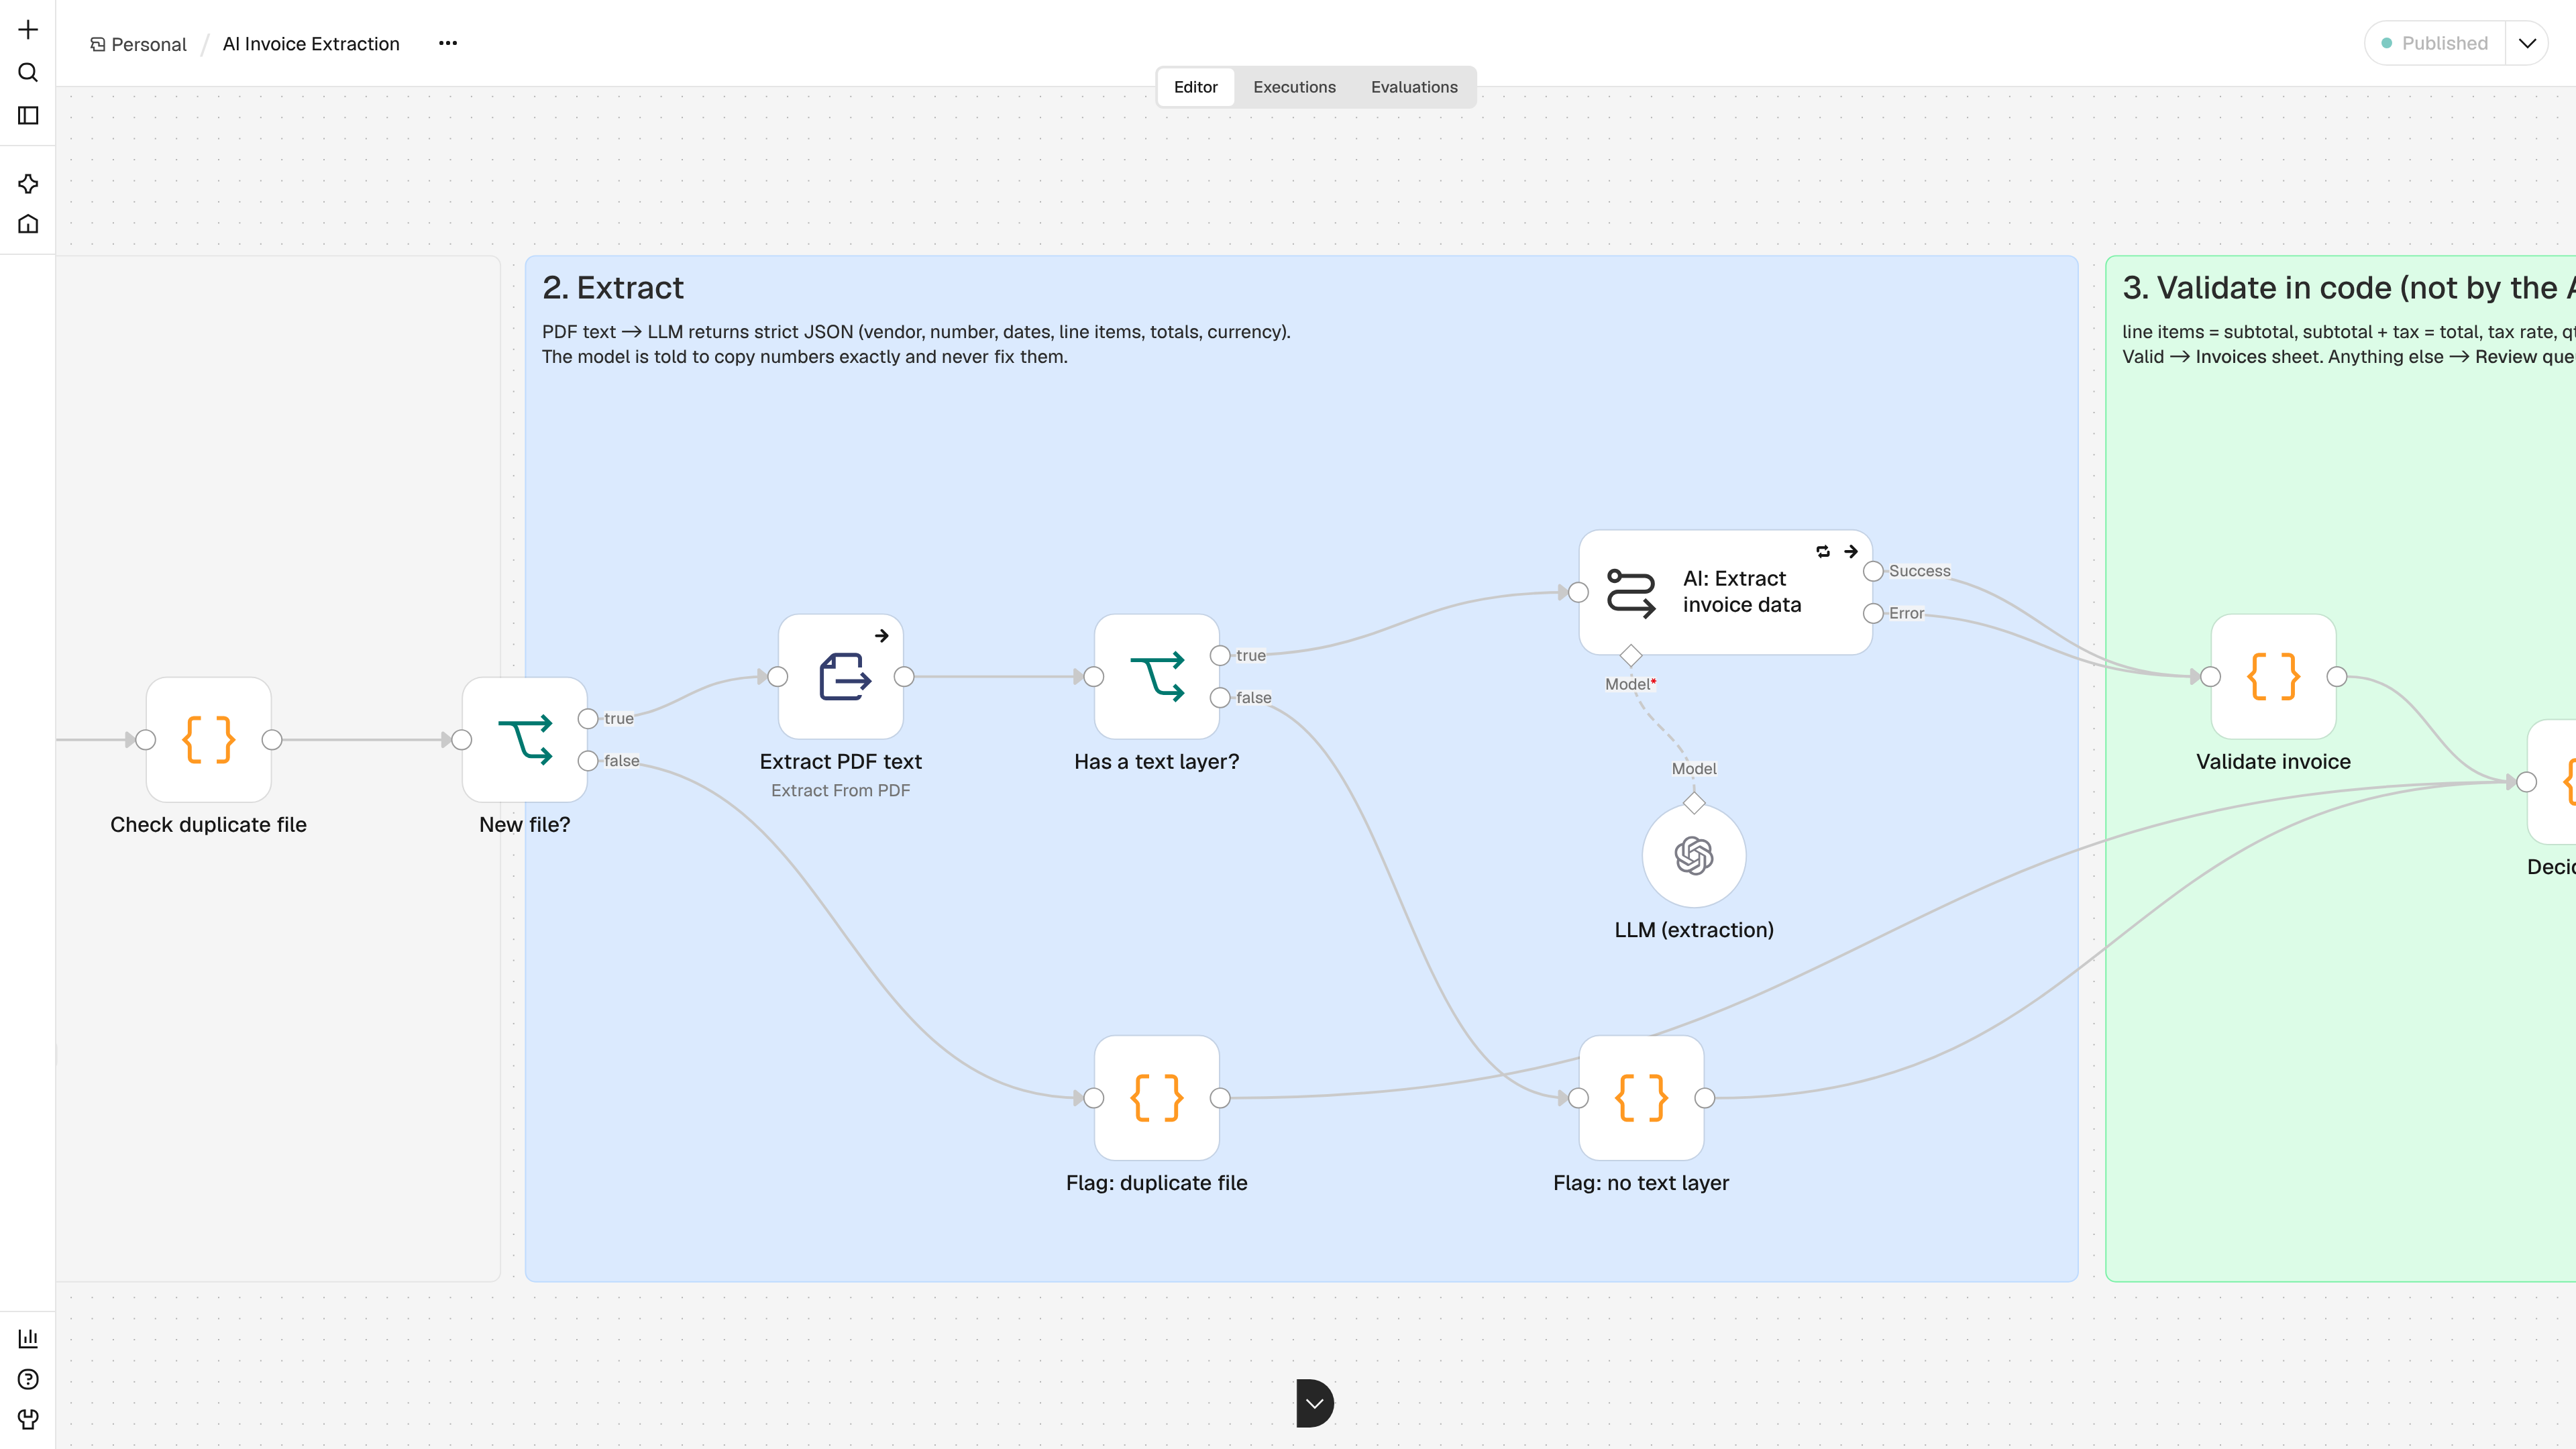 Personal / AI Invoice Extraction
Published
Editor Executions Evaluations
2. Extract
PDF text → LLM returns strict JSON (vendor, number, dates, line items, totals, currency).
The model is told to copy numbers exactly and never fix them.
3. Validate in code (not by the
line items = subtotal, subtotal + tax = total, tax rate,
Valid → Invoices sheet. Anything else → Review
AI: Extract
invoice data
Success
Error
true
false
Model*
Model
LLM (extraction)
true
false
Check duplicate file
New file?
Extract PDF text
Extract From PDF
Has a text layer?
Validate invoice
Flag: duplicate file
Flag: no text layer